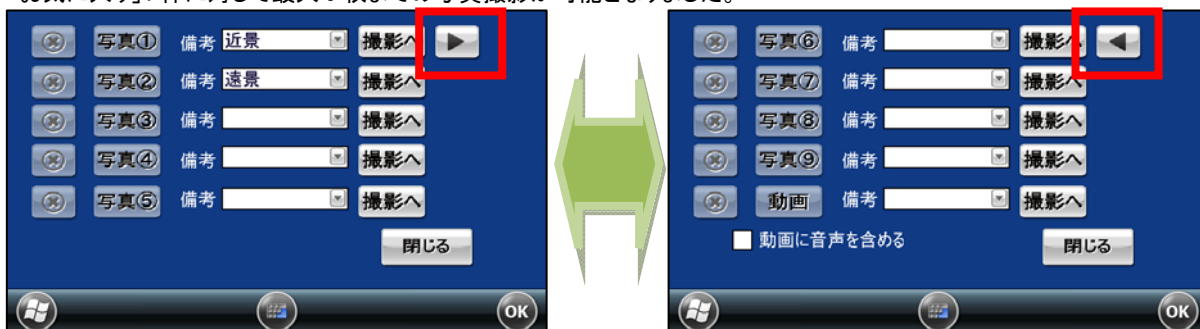 写真① 備考 近景 撮影へ
写真② 備考 遠景 撮影へ
写真③ 備考 撮影へ
写真④ 備考 撮影へ
写真⑤ 備考 撮影へ
閉じる
OK
写真⑥ 備考 撮影へ
写真⑦ 備考 撮影へ
写真⑧ 備考 撮影へ
写真⑨ 備考 撮影へ
動画 備考 撮影へ
動画に音声を含める
閉じる
OK